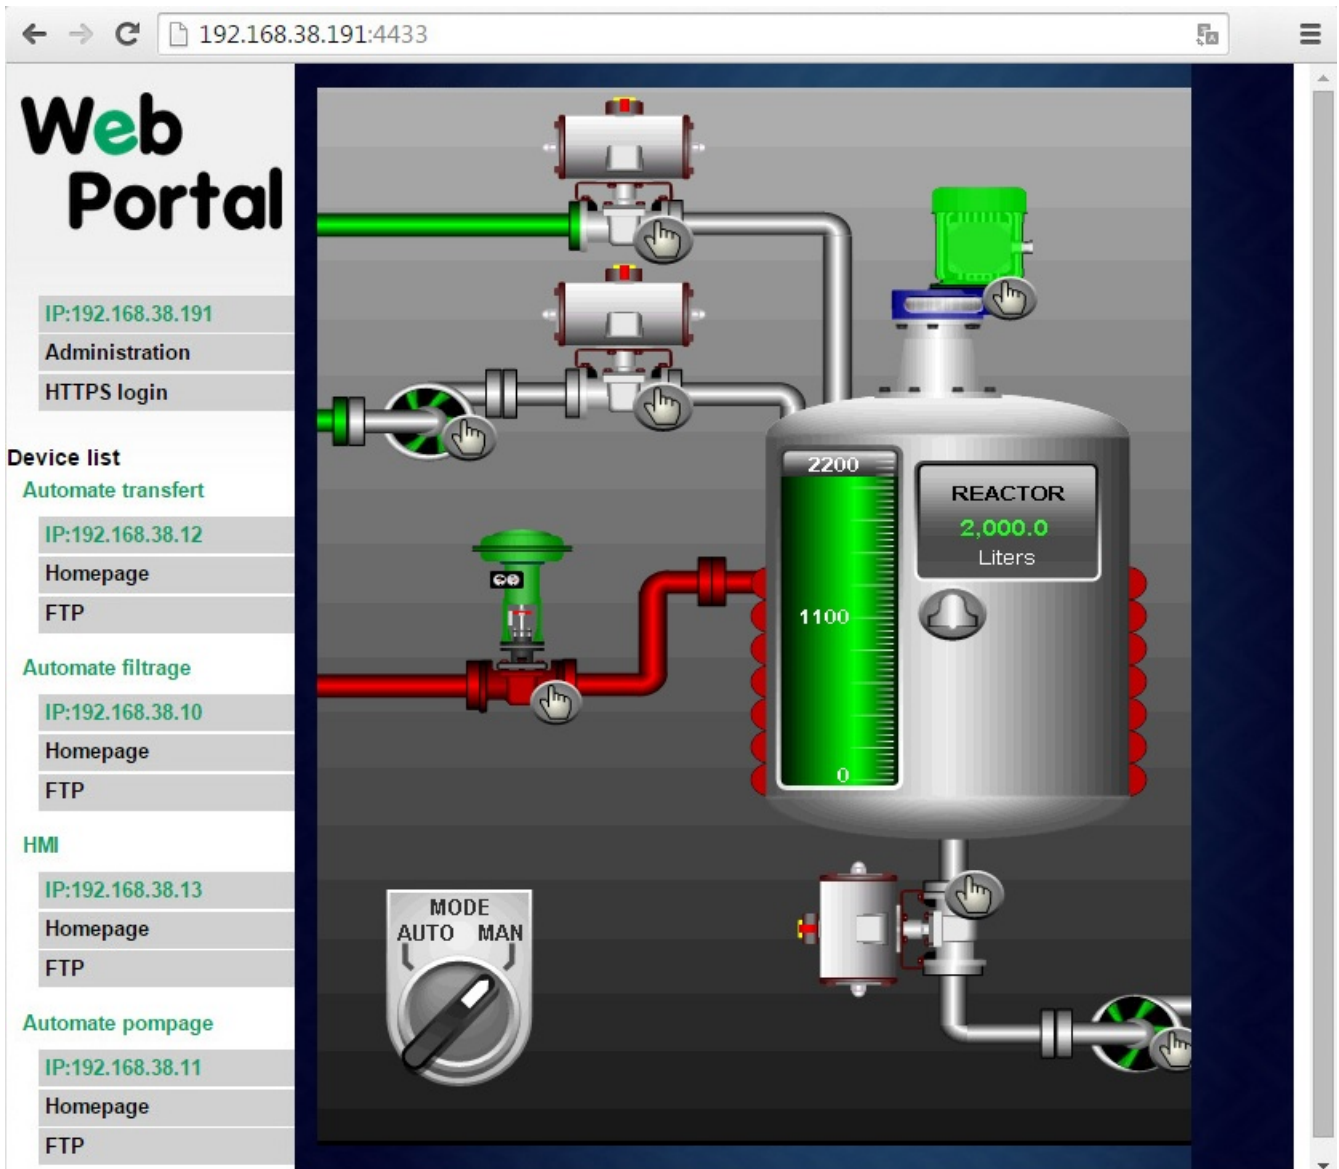 192.168.38.191:4433
Web
Portal
IP:192.168.38.191
Administration
HTTPS login
Device list
Automate transfert
IP:192.168.38.12
Homepage
FTP
Automate filtrage
IP:192.168.38.10
Homepage
FTP
HMI
IP:192.168.38.13
Homepage
FTP
Automate pompage
IP:192.168.38.11
Homepage
FTP
2200
1100
0
REACTOR
2,000.0
Liters
MODE
AUTO MAN